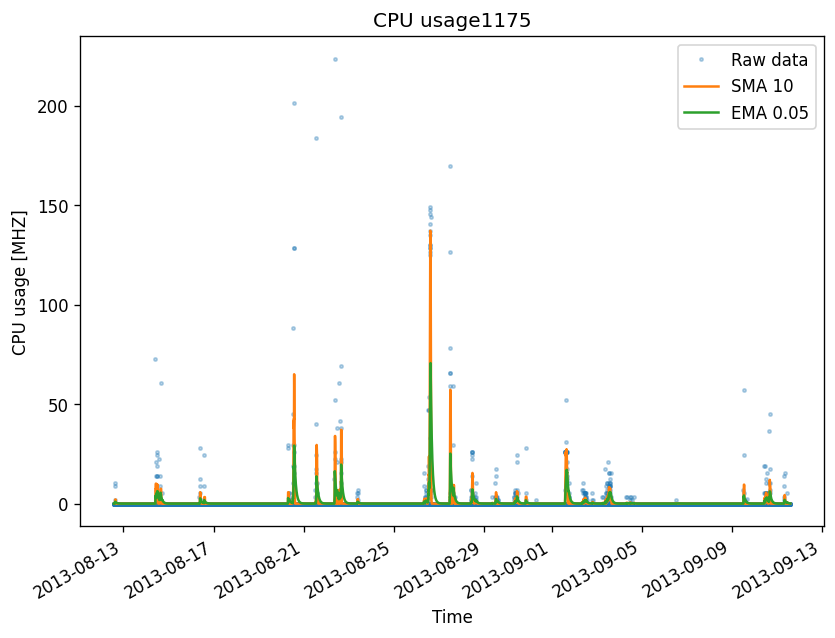 CPU usage1175
Raw data
SMA 10
EMA 0.05
CPU usage [MHZ]
200
150
100
50
0
2013-08-13
2013-08-17
2013-08-21
2013-08-25
2013-08-29
2013-09-01
2013-09-05
2013-09-09
2013-09-13
Time